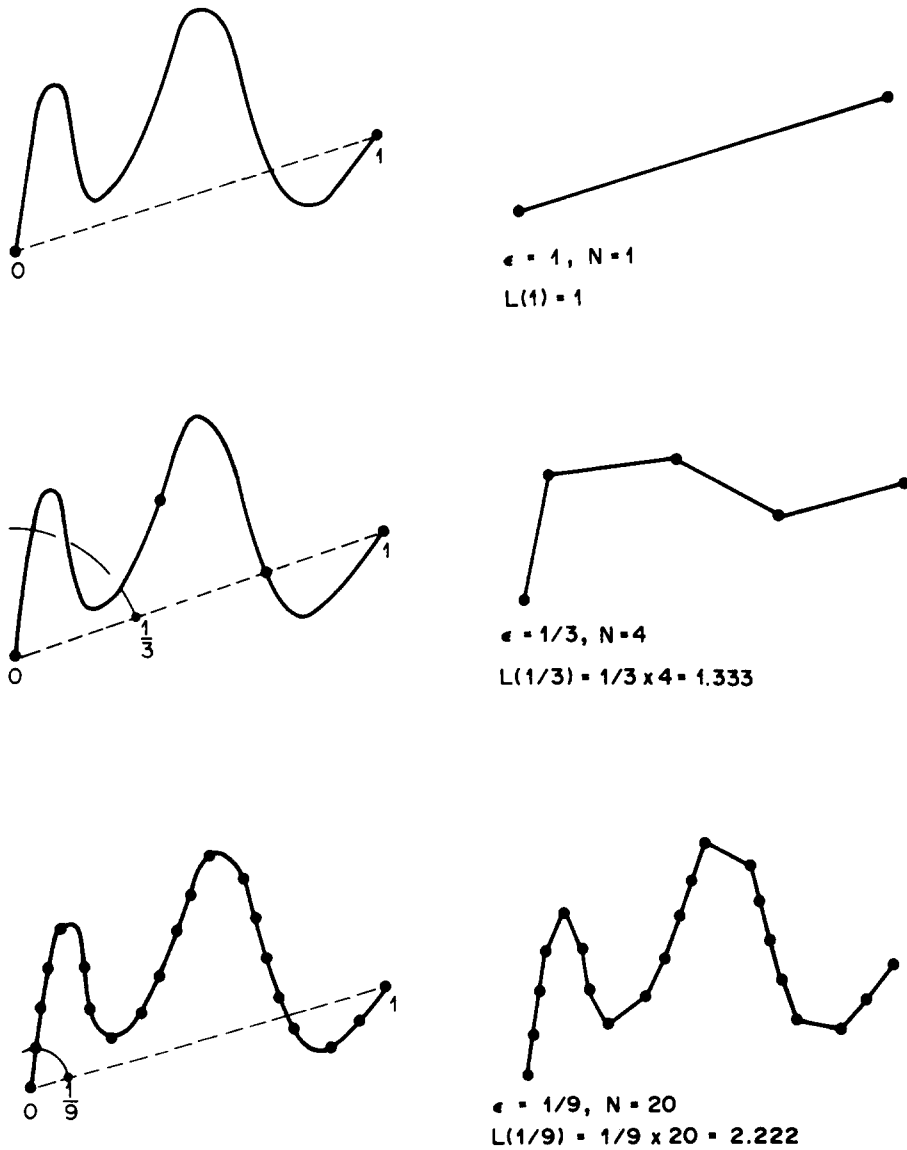 0
1
ϵ = 1, N = 1
L(1) = 1
0
1/3
1
ϵ = 1/3, N = 4
L(1/3) = 1/3 x 4 = 1.333
0
1/9
1
ϵ = 1/9, N = 20
L(1/9) = 1/9 x 20 = 2.222